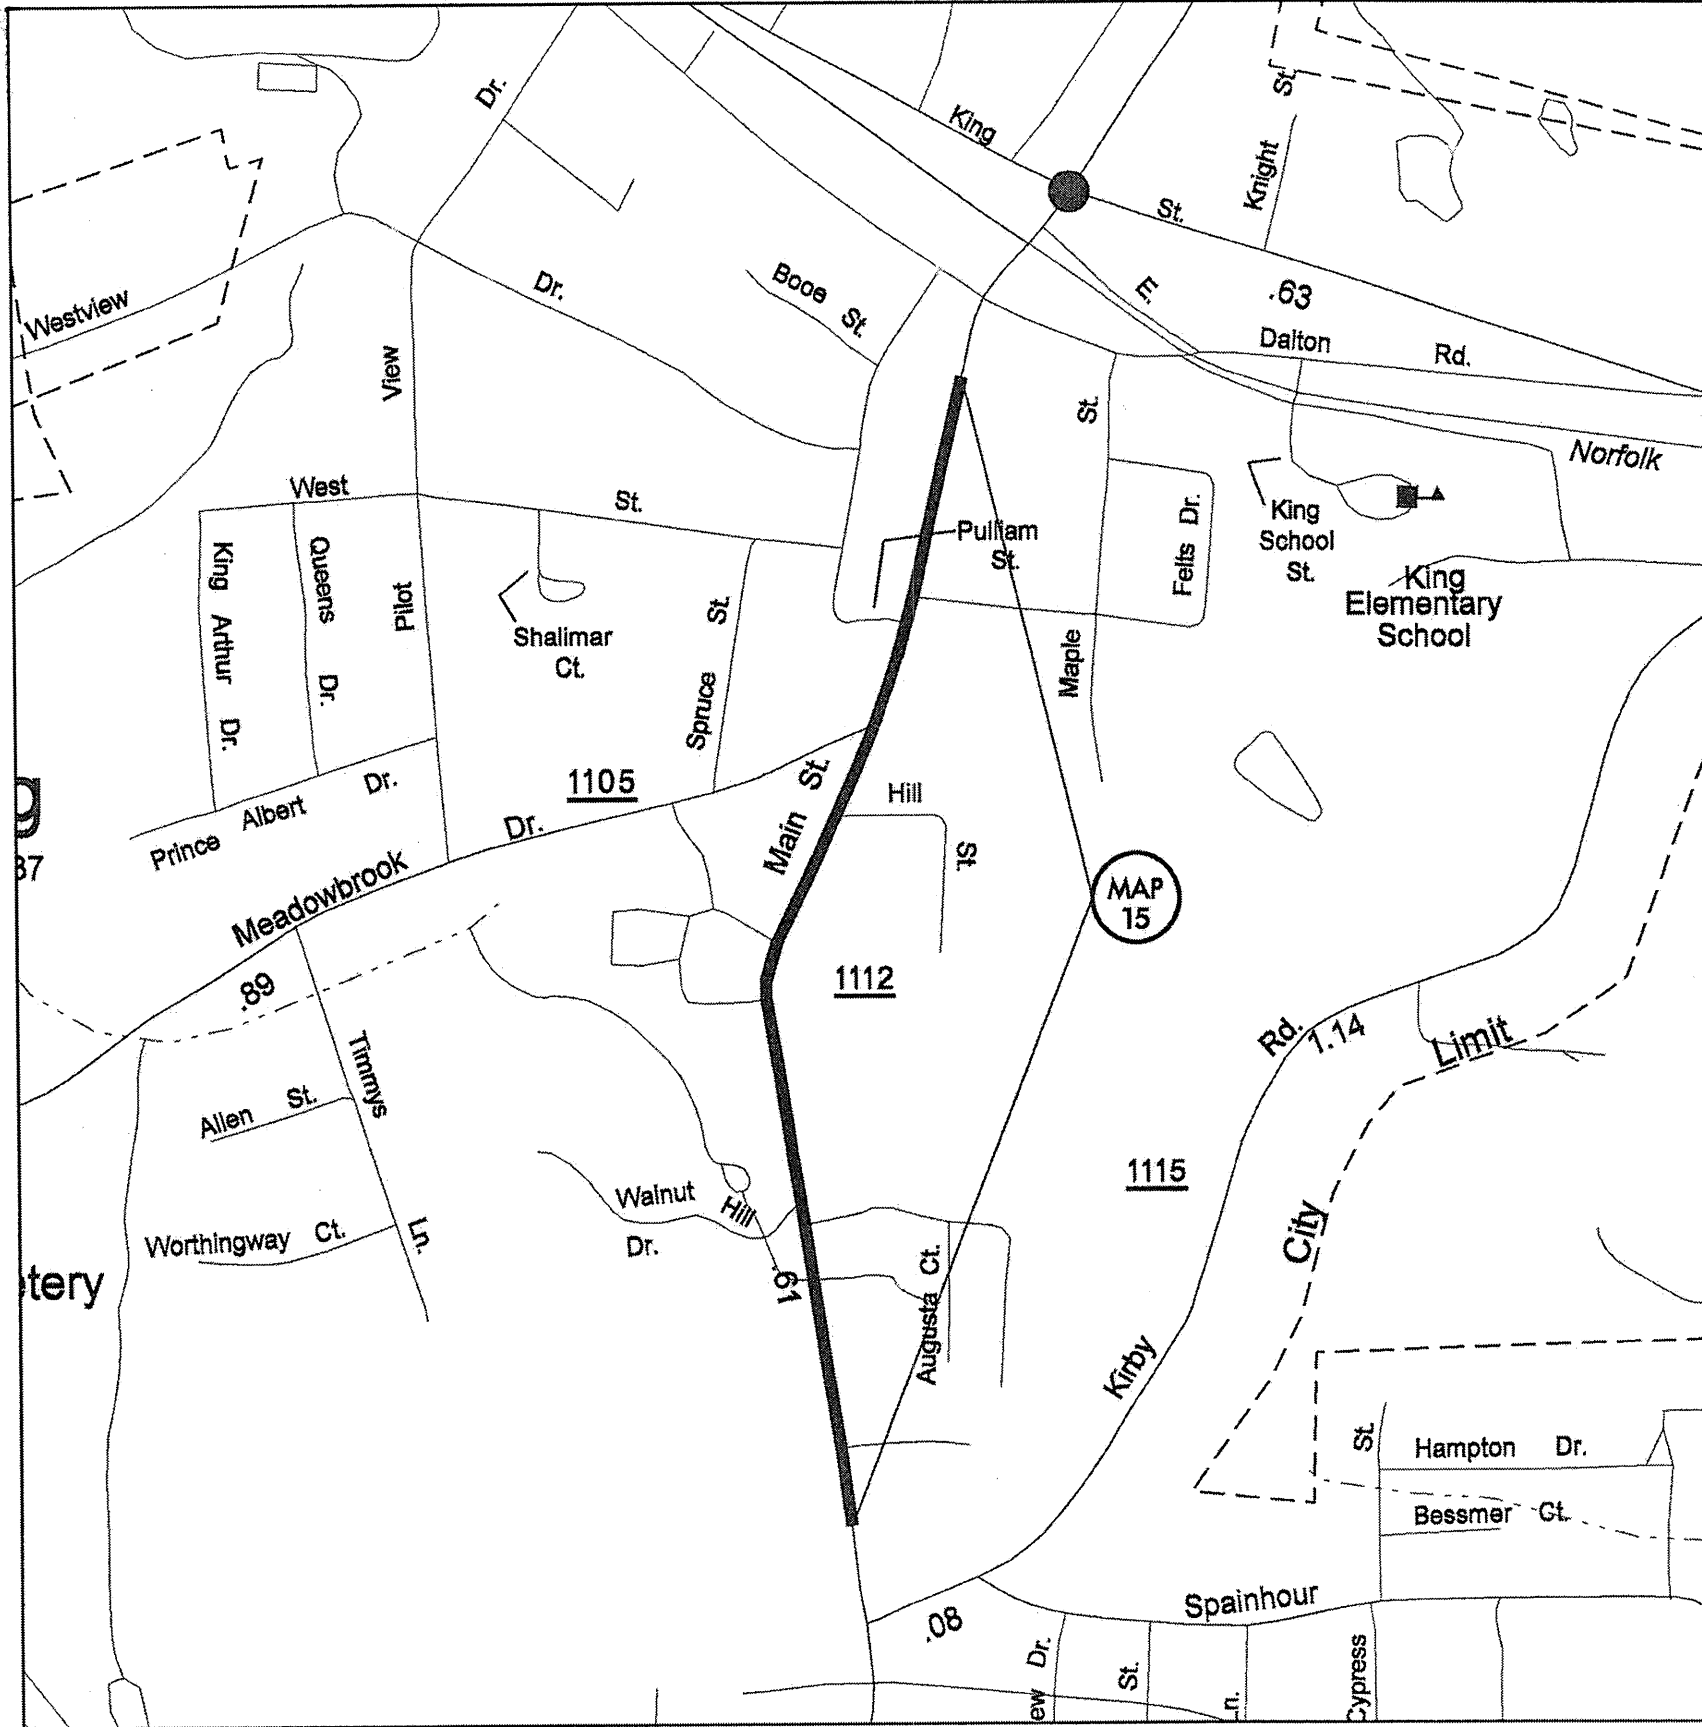 King
St.
Knight
St
Dr.
E.
.63
Westview
Dr.
Booe
St.
View
Dalton
Rd.
St.
Norfolk
West
St.
Pulliam
St.
Felts Dr.
King
School
St.
King
Elementary
School
King Arthur Dr.
Queens Dr.
Pilot
Shalimar
Ct.
Spruce St.
Maple
1105
Main St.
Hill
St.
g
37
Prince Albert Dr.
Meadowbrook
Dr.
MAP
15
.89
1112
Rd.
1.14
Limit
Timmys
Ln.
Allen St.
1115
Walnut
Hill
Dr.
Worthingway Ct.
City
tery
.61
Augusta Ct.
Kirby
St.
Hampton Dr.
Bessmer Ct.
Spainhour
.08
ew Dr.
St.
n.
Cypress